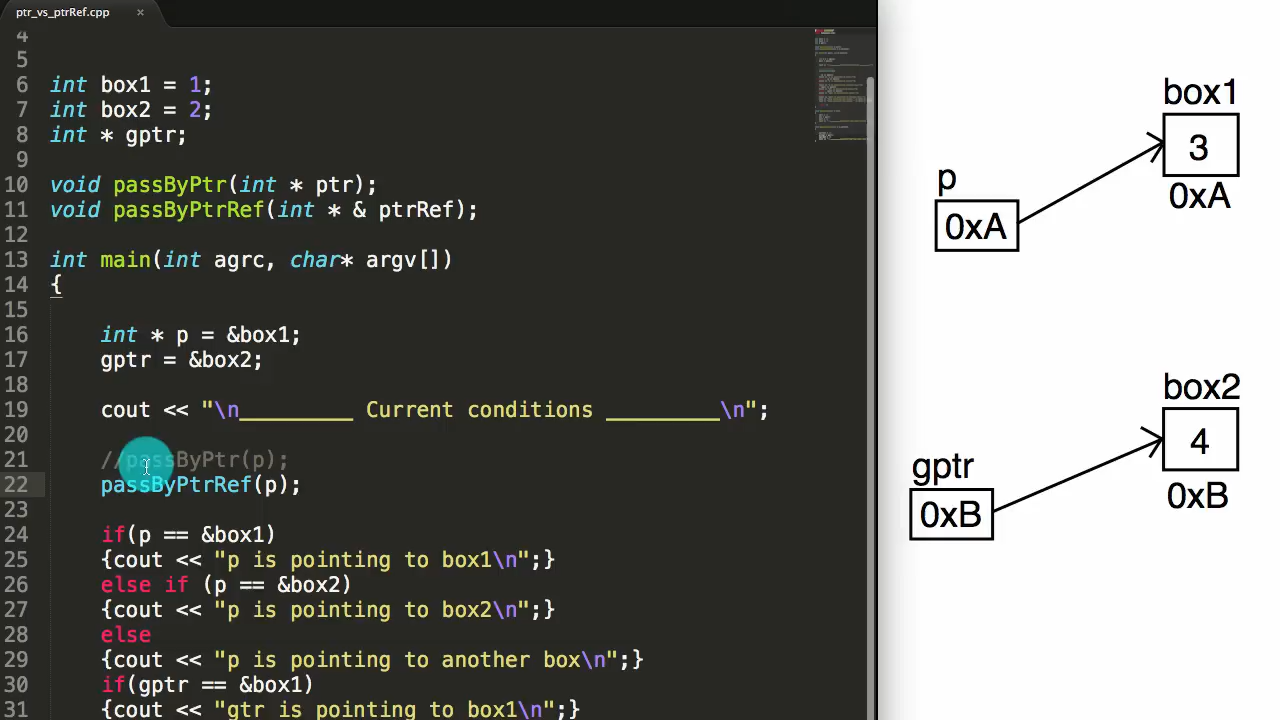 ptr_vs_ptrRef.cpp ×
4
5
6 int box1 = 1;
7 int box2 = 2;
8 int * gptr;
9
10 void passByPtr(int * ptr);
11 void passByPtrRef(int * & ptrRef);
12
13 int main(int agrc, char* argv[])
14 {
15
16 int * p = &box1;
17 gptr = &box2;
18
19 cout << "\n_________ Current conditions _________\n";
20
21 //passByPtr(p);
22 passByPtrRef(p);
23
24 if(p == &box1)
25 {cout << "p is pointing to box1\n";}
26 else if (p == &box2)
27 {cout << "p is pointing to box2\n";}
28 else
29 {cout << "p is pointing to another box\n";}
30 if(gptr == &box1)
31 {cout << "gtr is pointing to box1\n";}
box1
3
0xA
p
0xA
box2
4
0xB
gptr
0xB